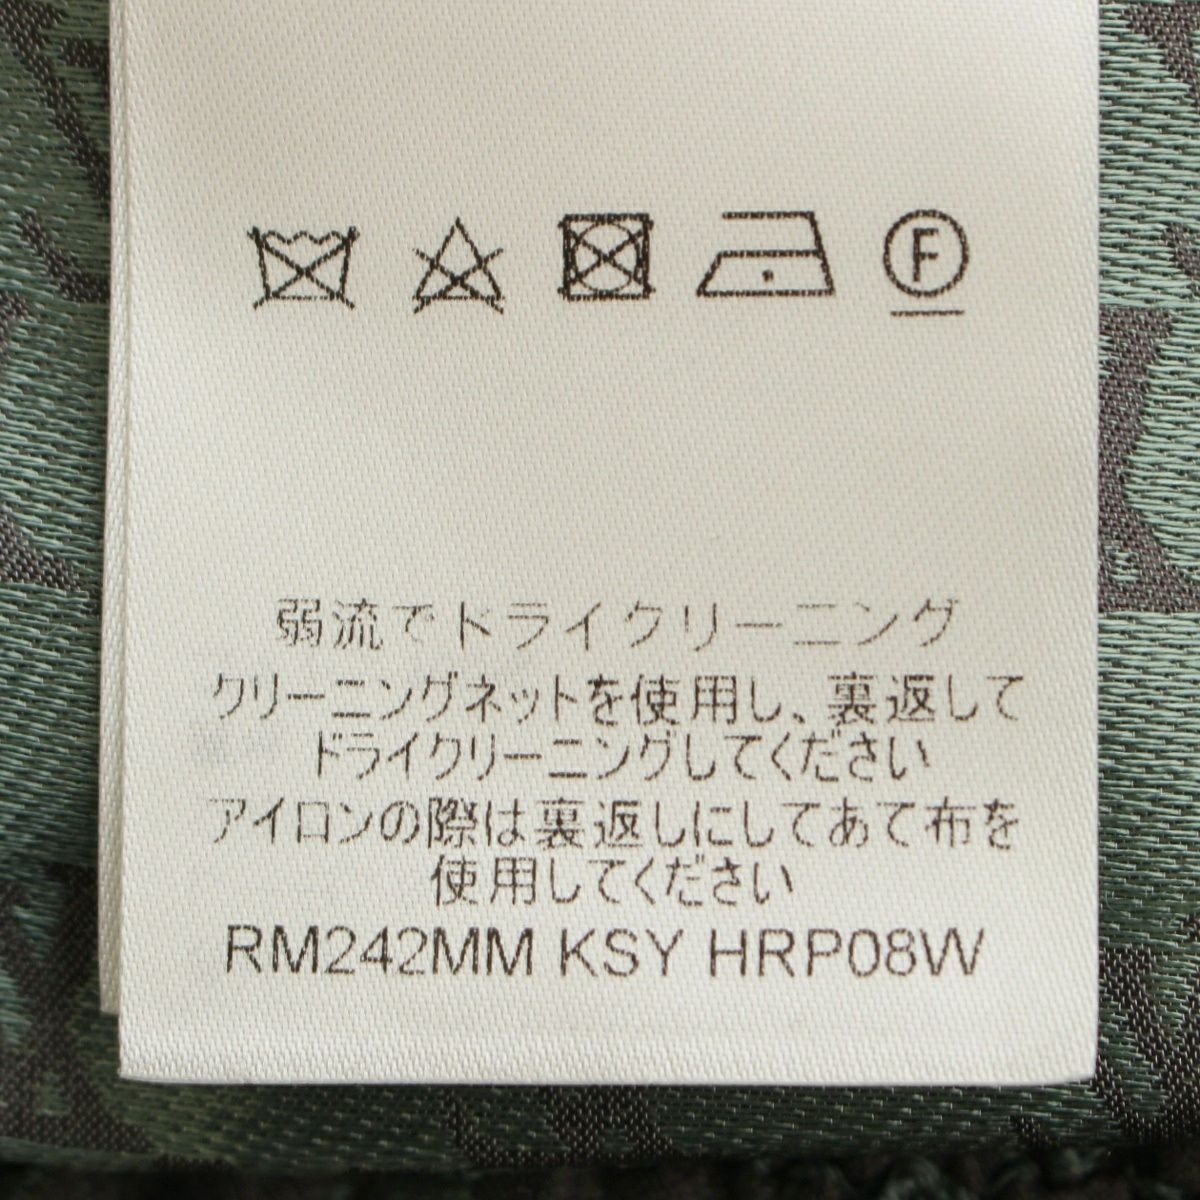 F
弱流でドライクリーニング
クリーニングネットを使用し、裏返して
ドライクリーニングしてください
アイロンの際は裏返しにしてあて布を
使用してください
RM242MM KSY HRP08W